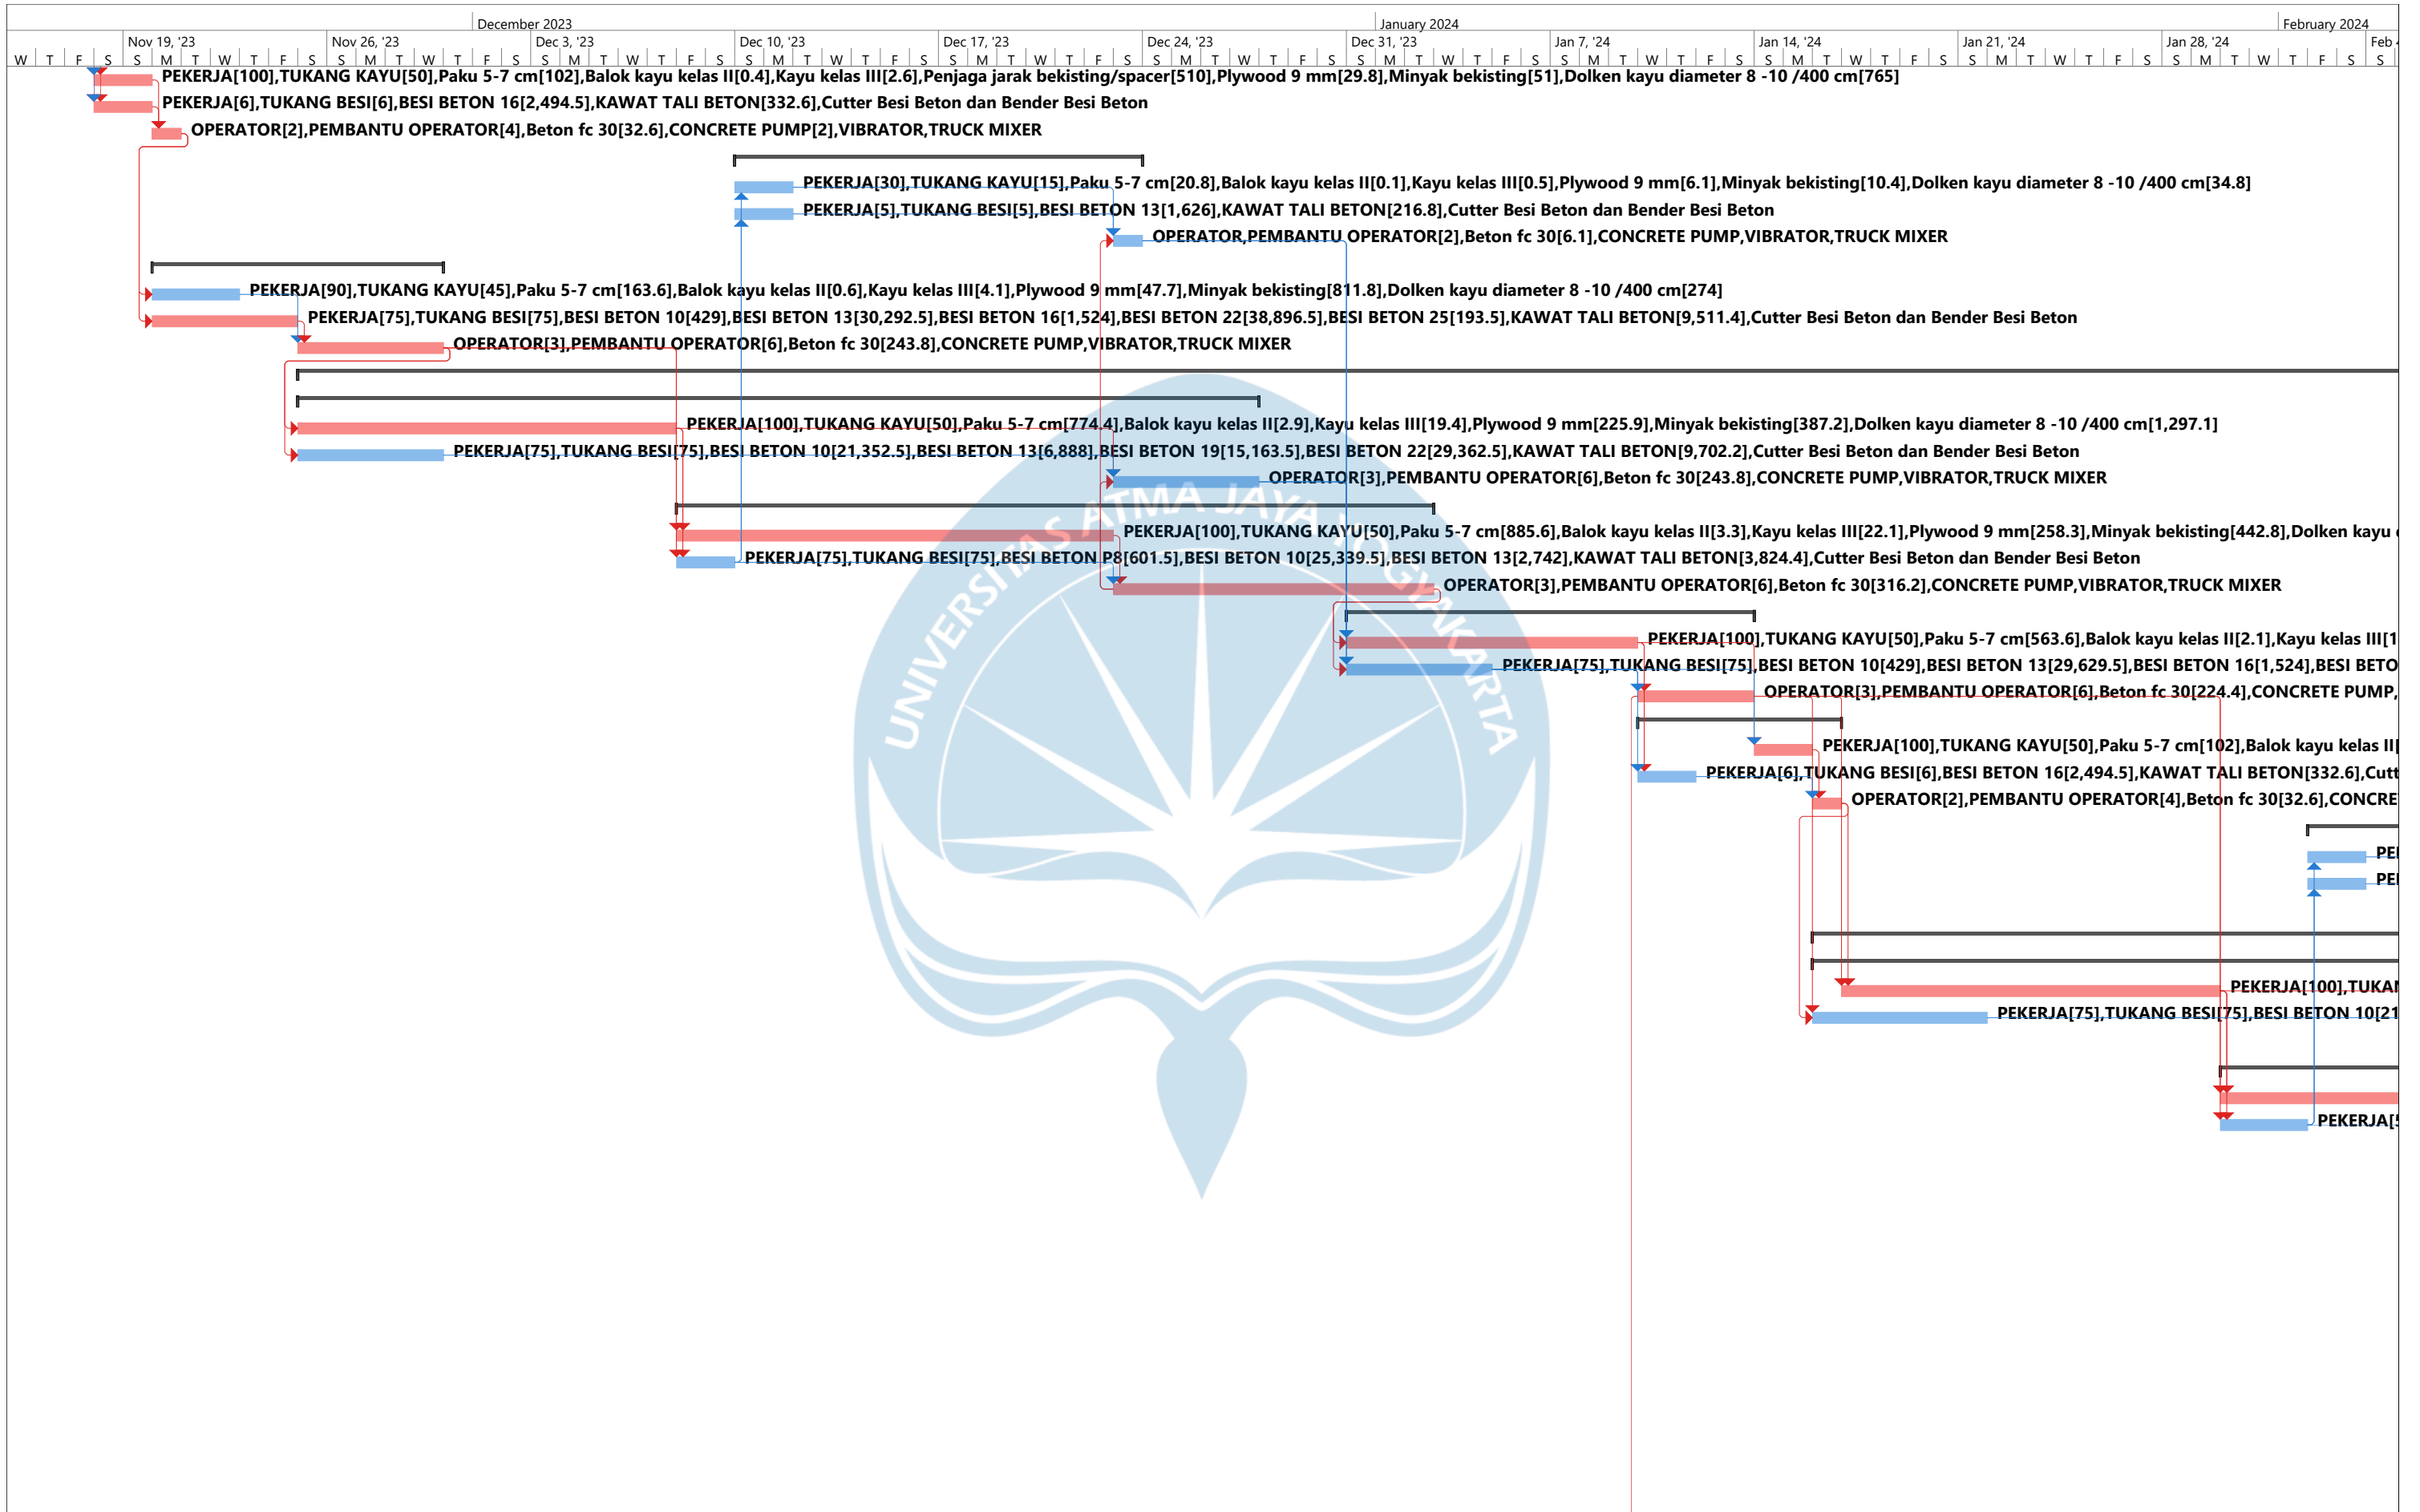 December 2023 January 2024 February 2024
Nov 19, '23 Nov 26, '23 Dec 3, '23 Dec 10, '23 Dec 17, '23 Dec 24, '23 Dec 31, '23 Jan 7, '24 Jan 14, '24 Jan 21, '24 Jan 28, '24 Feb
W T F S S M T W T F S S M T W T F S S M T W T F S S M T W T F S S M T W T F S S M T W T F S S M T W T F S S M T W T F S S M T W T F S S M T W T F S S M T W T F S S M T W T F S S
PEKERJA[100],TUKANG KAYU[50],Paku 5-7 cm[102],Balok kayu kelas II[0.4],Kayu kelas III[2.6],Penjaga jarak bekisting/spacer[510],Plywood 9 mm[29.8],Minyak bekisting[51],Dolken kayu diameter 8 -10 /400 cm[765]
PEKERJA[6],TUKANG BESI[6],BESI BETON 16[2,494.5],KAWAT TALI BETON[332.6],Cutter Besi Beton dan Bender Besi Beton
OPERATOR[2],PEMBANTU OPERATOR[4],Beton fc 30[32.6],CONCRETE PUMP[2],VIBRATOR,TRUCK MIXER
PEKERJA[30],TUKANG KAYU[15],Paku 5-7 cm[20.8],Balok kayu kelas II[0.1],Kayu kelas III[0.5],Plywood 9 mm[6.1],Minyak bekisting[10.4],Dolken kayu diameter 8 -10 /400 cm[34.8]
PEKERJA[5],TUKANG BESI[5],BESI BETON 13[1,626],KAWAT TALI BETON[216.8],Cutter Besi Beton dan Bender Besi Beton
OPERATOR,PEMBANTU OPERATOR[2],Beton fc 30[6.1],CONCRETE PUMP,VIBRATOR,TRUCK MIXER
PEKERJA[90],TUKANG KAYU[45],Paku 5-7 cm[163.6],Balok kayu kelas II[0.6],Kayu kelas III[4.1],Plywood 9 mm[47.7],Minyak bekisting[811.8],Dolken kayu diameter 8 -10 /400 cm[274]
PEKERJA[75],TUKANG BESI[75],BESI BETON 10[429],BESI BETON 13[30,292.5],BESI BETON 16[1,524],BESI BETON 22[38,896.5],BESI BETON 25[193.5],KAWAT TALI BETON[9,511.4],Cutter Besi Beton dan Bender Besi Beton
OPERATOR[3],PEMBANTU OPERATOR[6],Beton fc 30[243.8],CONCRETE PUMP,VIBRATOR,TRUCK MIXER
PEKERJA[100],TUKANG KAYU[50],Paku 5-7 cm[774.4],Balok kayu kelas II[2.9],Kayu kelas III[19.4],Plywood 9 mm[225.9],Minyak bekisting[387.2],Dolken kayu diameter 8 -10 /400 cm[1,297.1]
PEKERJA[75],TUKANG BESI[75],BESI BETON 10[21,352.5],BESI BETON 13[6,888],BESI BETON 19[15,163.5],BESI BETON 22[29,362.5],KAWAT TALI BETON[9,702.2],Cutter Besi Beton dan Bender Besi Beton
OPERATOR[3],PEMBANTU OPERATOR[6],Beton fc 30[243.8],CONCRETE PUMP,VIBRATOR,TRUCK MIXER
UNIVERSITAS ATMA JAYA YOGYAKARTA
PEKERJA[100],TUKANG KAYU[50],Paku 5-7 cm[885.6],Balok kayu kelas II[3.3],Kayu kelas III[22.1],Plywood 9 mm[258.3],Minyak bekisting[442.8],Dolken kayu
PEKERJA[75],TUKANG BESI[75],BESI BETON P8[601.5],BESI BETON 10[25,339.5],BESI BETON 13[2,742],KAWAT TALI BETON[3,824.4],Cutter Besi Beton dan Bender Besi Beton
OPERATOR[3],PEMBANTU OPERATOR[6],Beton fc 30[316.2],CONCRETE PUMP,VIBRATOR,TRUCK MIXER
PEKERJA[100],TUKANG KAYU[50],Paku 5-7 cm[563.6],Balok kayu kelas II[2.1],Kayu kelas III[1
PEKERJA[75],TUKANG BESI[75],BESI BETON 10[429],BESI BETON 13[29,629.5],BESI BETON 16[1,524],BESI BETO
OPERATOR[3],PEMBANTU OPERATOR[6],Beton fc 30[224.4],CONCRETE PUMP,
PEKERJA[100],TUKANG KAYU[50],Paku 5-7 cm[102],Balok kayu kelas II[
PEKERJA[6],TUKANG BESI[6],BESI BETON 16[2,494.5],KAWAT TALI BETON[332.6],Cutt
OPERATOR[2],PEMBANTU OPERATOR[4],Beton fc 30[32.6],CONCRE
PEI
PEI
PEKERJA[100],TUKAN
PEKERJA[75],TUKANG BESI[75],BESI BETON 10[21
PEKERJA[5